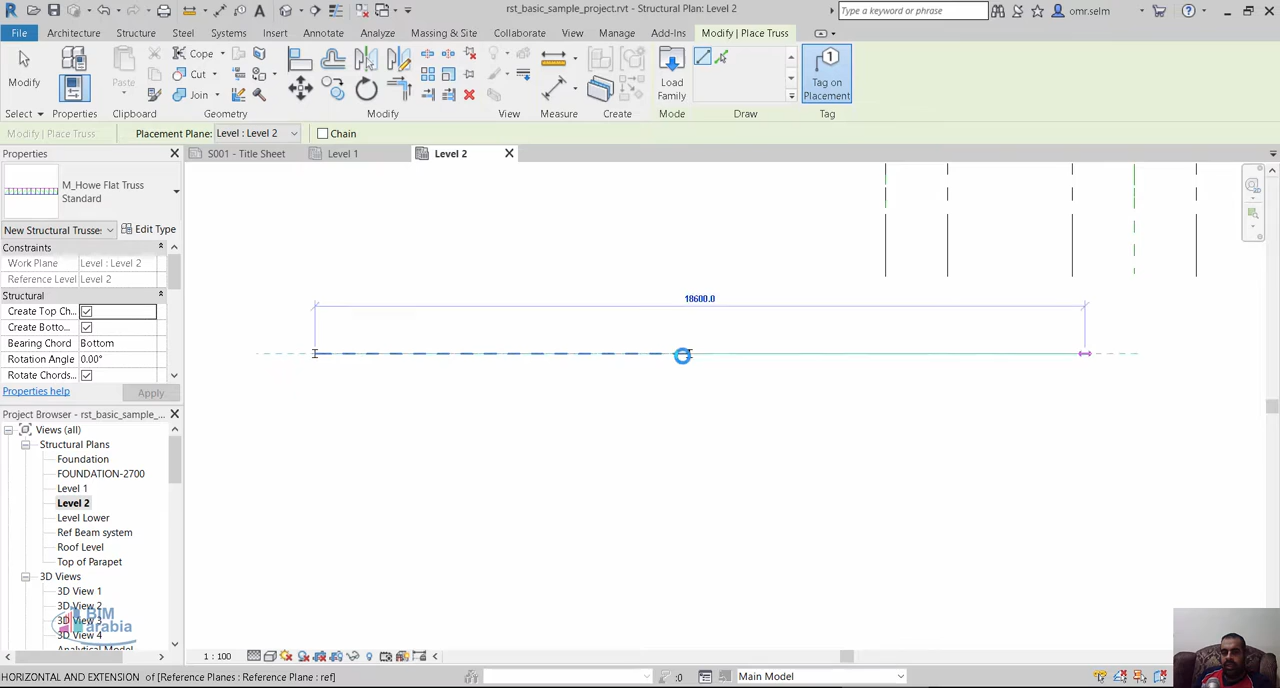 rst_basic_sample_project.rvt - Structural Plan: Level 2
Type a keyword or phrase
omr.selm
File Architecture Structure Steel Systems Insert Annotate Analyze Massing & Site Collaborate View Manage Add-Ins Modify | Place Truss
Modify
Paste
Cope
Cut
Join
Load
Family
Tag on
Placement
Select Properties Clipboard Geometry Modify View Measure Create Mode Draw Tag
Modify | Place Truss Placement Plane: Level : Level 2 Chain
Properties
S001 - Title Sheet
Level 1
Level 2
M_Howe Flat Truss
Standard
New Structural Trusse:
Edit Type
Constraints
Work Plane Level : Level 2
Reference Level Level 2
Structural
Create Top Ch...
Create Botto...
Bearing Chord Bottom
Rotation Angle 0.00°
Rotate Chords...
Properties help
Apply
18600.0
Project Browser - rst_basic_sample_...
Views (all)
Structural Plans
Foundation
FOUNDATION-2700
Level 1
Level 2
Level Lower
Ref Beam system
Roof Level
Top of Parapet
3D Views
3D View 1
3D View 2
3D View 3
3D View 4
BIM
arabia
1 : 100
HORIZONTAL AND EXTENSION of [Reference Planes : Reference Plane : ref]
:0
Main Model